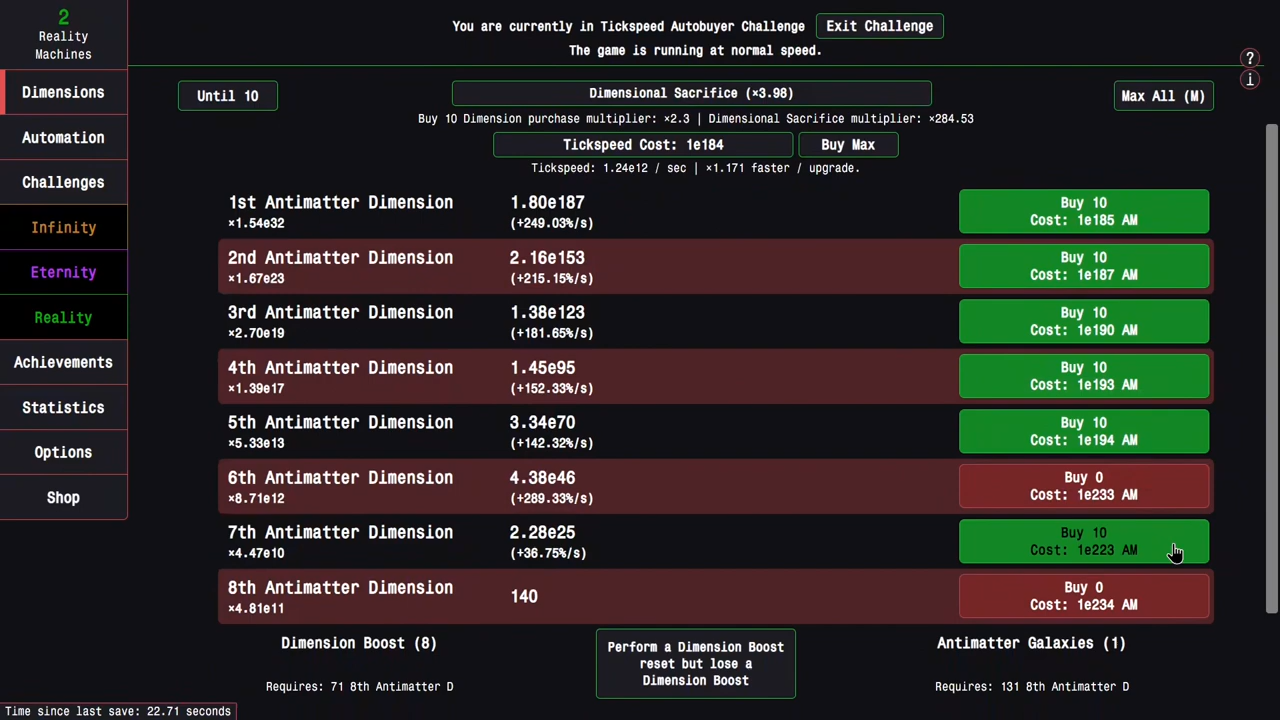 2
Reality
Machines
Dimensions
Automation
Challenges
Infinity
Eternity
Reality
Achievements
Statistics
Options
Shop
You are currently in Tickspeed Autobuyer Challenge
Exit Challenge
The game is running at normal speed.
?
i
Until 10
Dimensional Sacrifice (×3.98)
Max All (M)
Buy 10 Dimension purchase multiplier: ×2.3 | Dimensional Sacrifice multiplier: ×284.53
Tickspeed Cost: 1e184
Buy Max
Tickspeed: 1.24e12 / sec | ×1.171 faster / upgrade.
1st Antimatter Dimension
×1.54e32
1.80e187
(+249.03%/s)
Buy 10
Cost: 1e185 AM
2nd Antimatter Dimension
×1.67e23
2.16e153
(+215.15%/s)
Buy 10
Cost: 1e187 AM
3rd Antimatter Dimension
×2.70e19
1.38e123
(+181.65%/s)
Buy 10
Cost: 1e190 AM
4th Antimatter Dimension
×1.39e17
1.45e95
(+152.33%/s)
Buy 10
Cost: 1e193 AM
5th Antimatter Dimension
×5.33e13
3.34e70
(+142.32%/s)
Buy 10
Cost: 1e194 AM
6th Antimatter Dimension
×8.71e12
4.38e46
(+289.33%/s)
Buy 0
Cost: 1e233 AM
7th Antimatter Dimension
×4.47e10
2.28e25
(+36.75%/s)
Buy 10
Cost: 1e223 AM
8th Antimatter Dimension
×4.81e11
140
Buy 0
Cost: 1e234 AM
Dimension Boost (8)
Requires: 71 8th Antimatter D
Perform a Dimension Boost
reset but lose a
Dimension Boost
Antimatter Galaxies (1)
Requires: 131 8th Antimatter D
Time since last save: 22.71 seconds